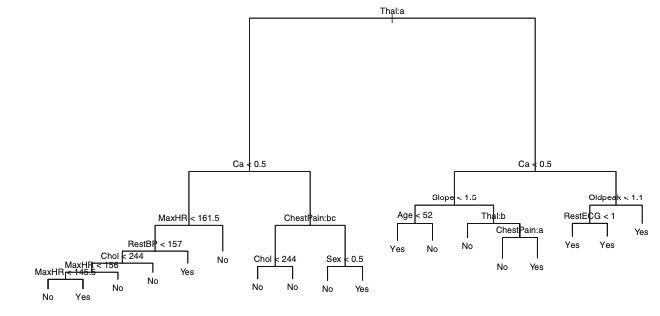 Thal:a
Ca < 0.5
Ca < 0.5
Slope < 1.5
Oldpeak < 1.1
MaxHR < 161.5
ChestPain:bc
Age < 52
Thal:b
RestECG < 1
ChestPain:a
Yes
No
No
Yes
Yes
Yes
RestBP < 157
Chol < 244
No
Chol < 244
Sex < 0.5
No
Yes
MaxHR < 156
MaxHR < 145.5
Yes
No
No
No
No
No
Yes
No
Yes